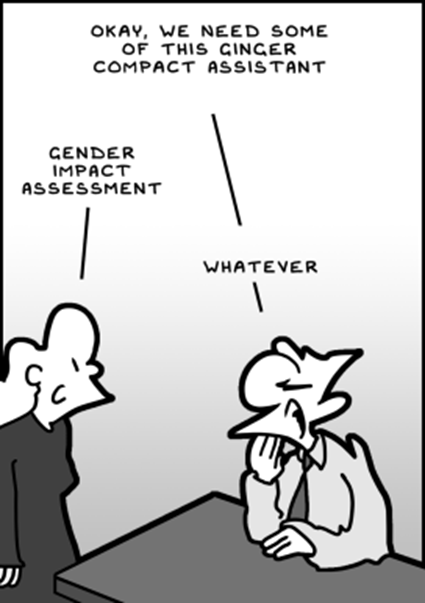 OKAY, WE NEED SOME
OF THIS GINGER
COMPACT ASSISTANT
GENDER
IMPACT
ASSESSMENT
WHATEVER